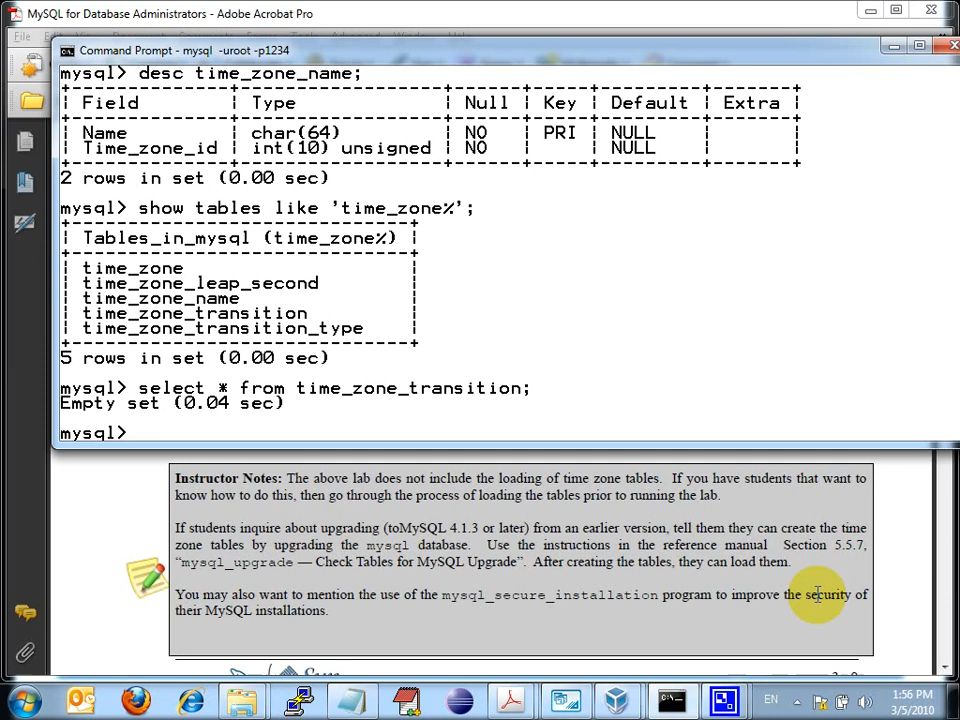 MySQL for Database Administrators - Adobe Acrobat Pro
File
Command Prompt - mysql -uroot -p1234
mysql> desc time_zone_name;
| Field | Type | Null | Key | Default | Extra |
| Name | char(64) | NO | PRI | NULL | |
| Time_zone_id | int(10) unsigned | NO | | NULL | |
2 rows in set (0.00 sec)
mysql> show tables like 'time_zone%';
| Tables_in_mysql (time_zone%) |
| time_zone |
| time_zone_leap_second |
| time_zone_name |
| time_zone_transition |
| time_zone_transition_type |
5 rows in set (0.00 sec)
mysql> select * from time_zone_transition;
Empty set (0.04 sec)
mysql>
Instructor Notes: The above lab does not include the loading of time zone tables. If you have students that want to
know how to do this, then go through the process of loading the tables prior to running the lab.
If students inquire about upgrading (toMySQL 4.1.3 or later) from an earlier version, tell them they can create the time
zone tables by upgrading the mysql database. Use the instructions in the reference manual Section 5.5.7,
“mysql_upgrade — Check Tables for MySQL Upgrade”. After creating the tables, they can load them.
You may also want to mention the use of the mysql_secure_installation program to improve the security of
their MySQL installations.
EN
1:56 PM
3/5/2010